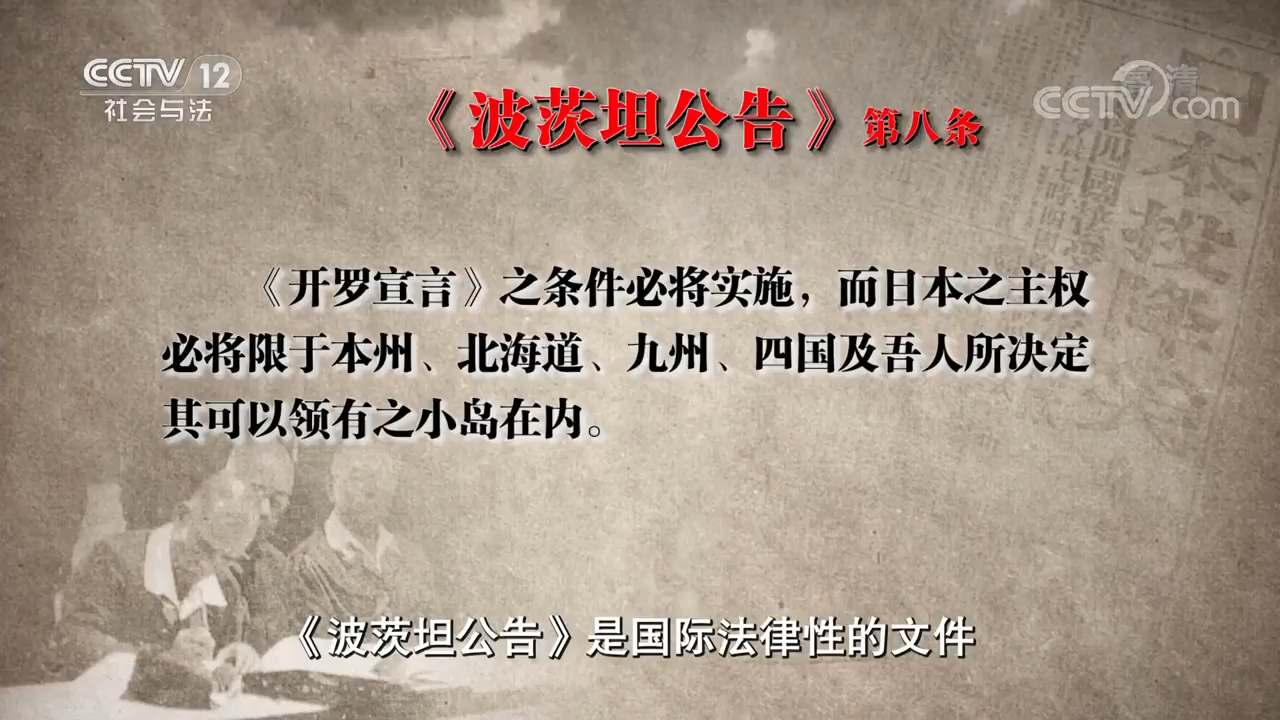 CCTV 12
社会与法
高清
CCTV.com
《波茨坦公告》第八条
《开罗宣言》之条件必将实施，而日本之主权
必将限于本州、北海道、九州、四国及吾人所决定
其可以领有之小岛在内。
《波茨坦公告》是国际法律性的文件